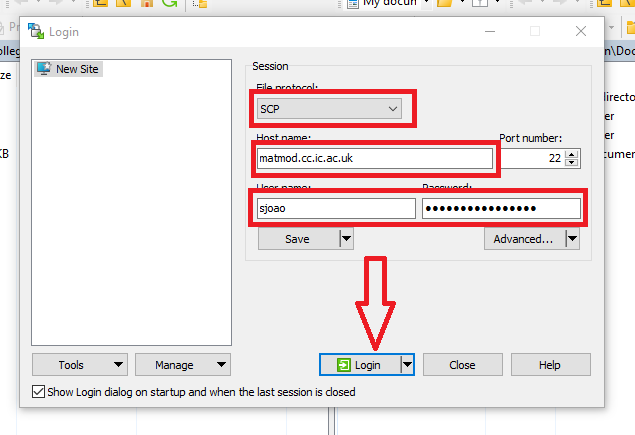 My docun
Login
olleg
n\Doc
New Site
Session
ze
File protocol:
SCP
directo
er
Host name:
Port number:
er
KB
matmod.cc.ic.ac.uk
22
cumen
User name:
Password:
sjoao
••••••••••••••••
Save
Advanced...
Tools
Manage
Login
Close
Help
Show Login dialog on startup and when the last session is closed